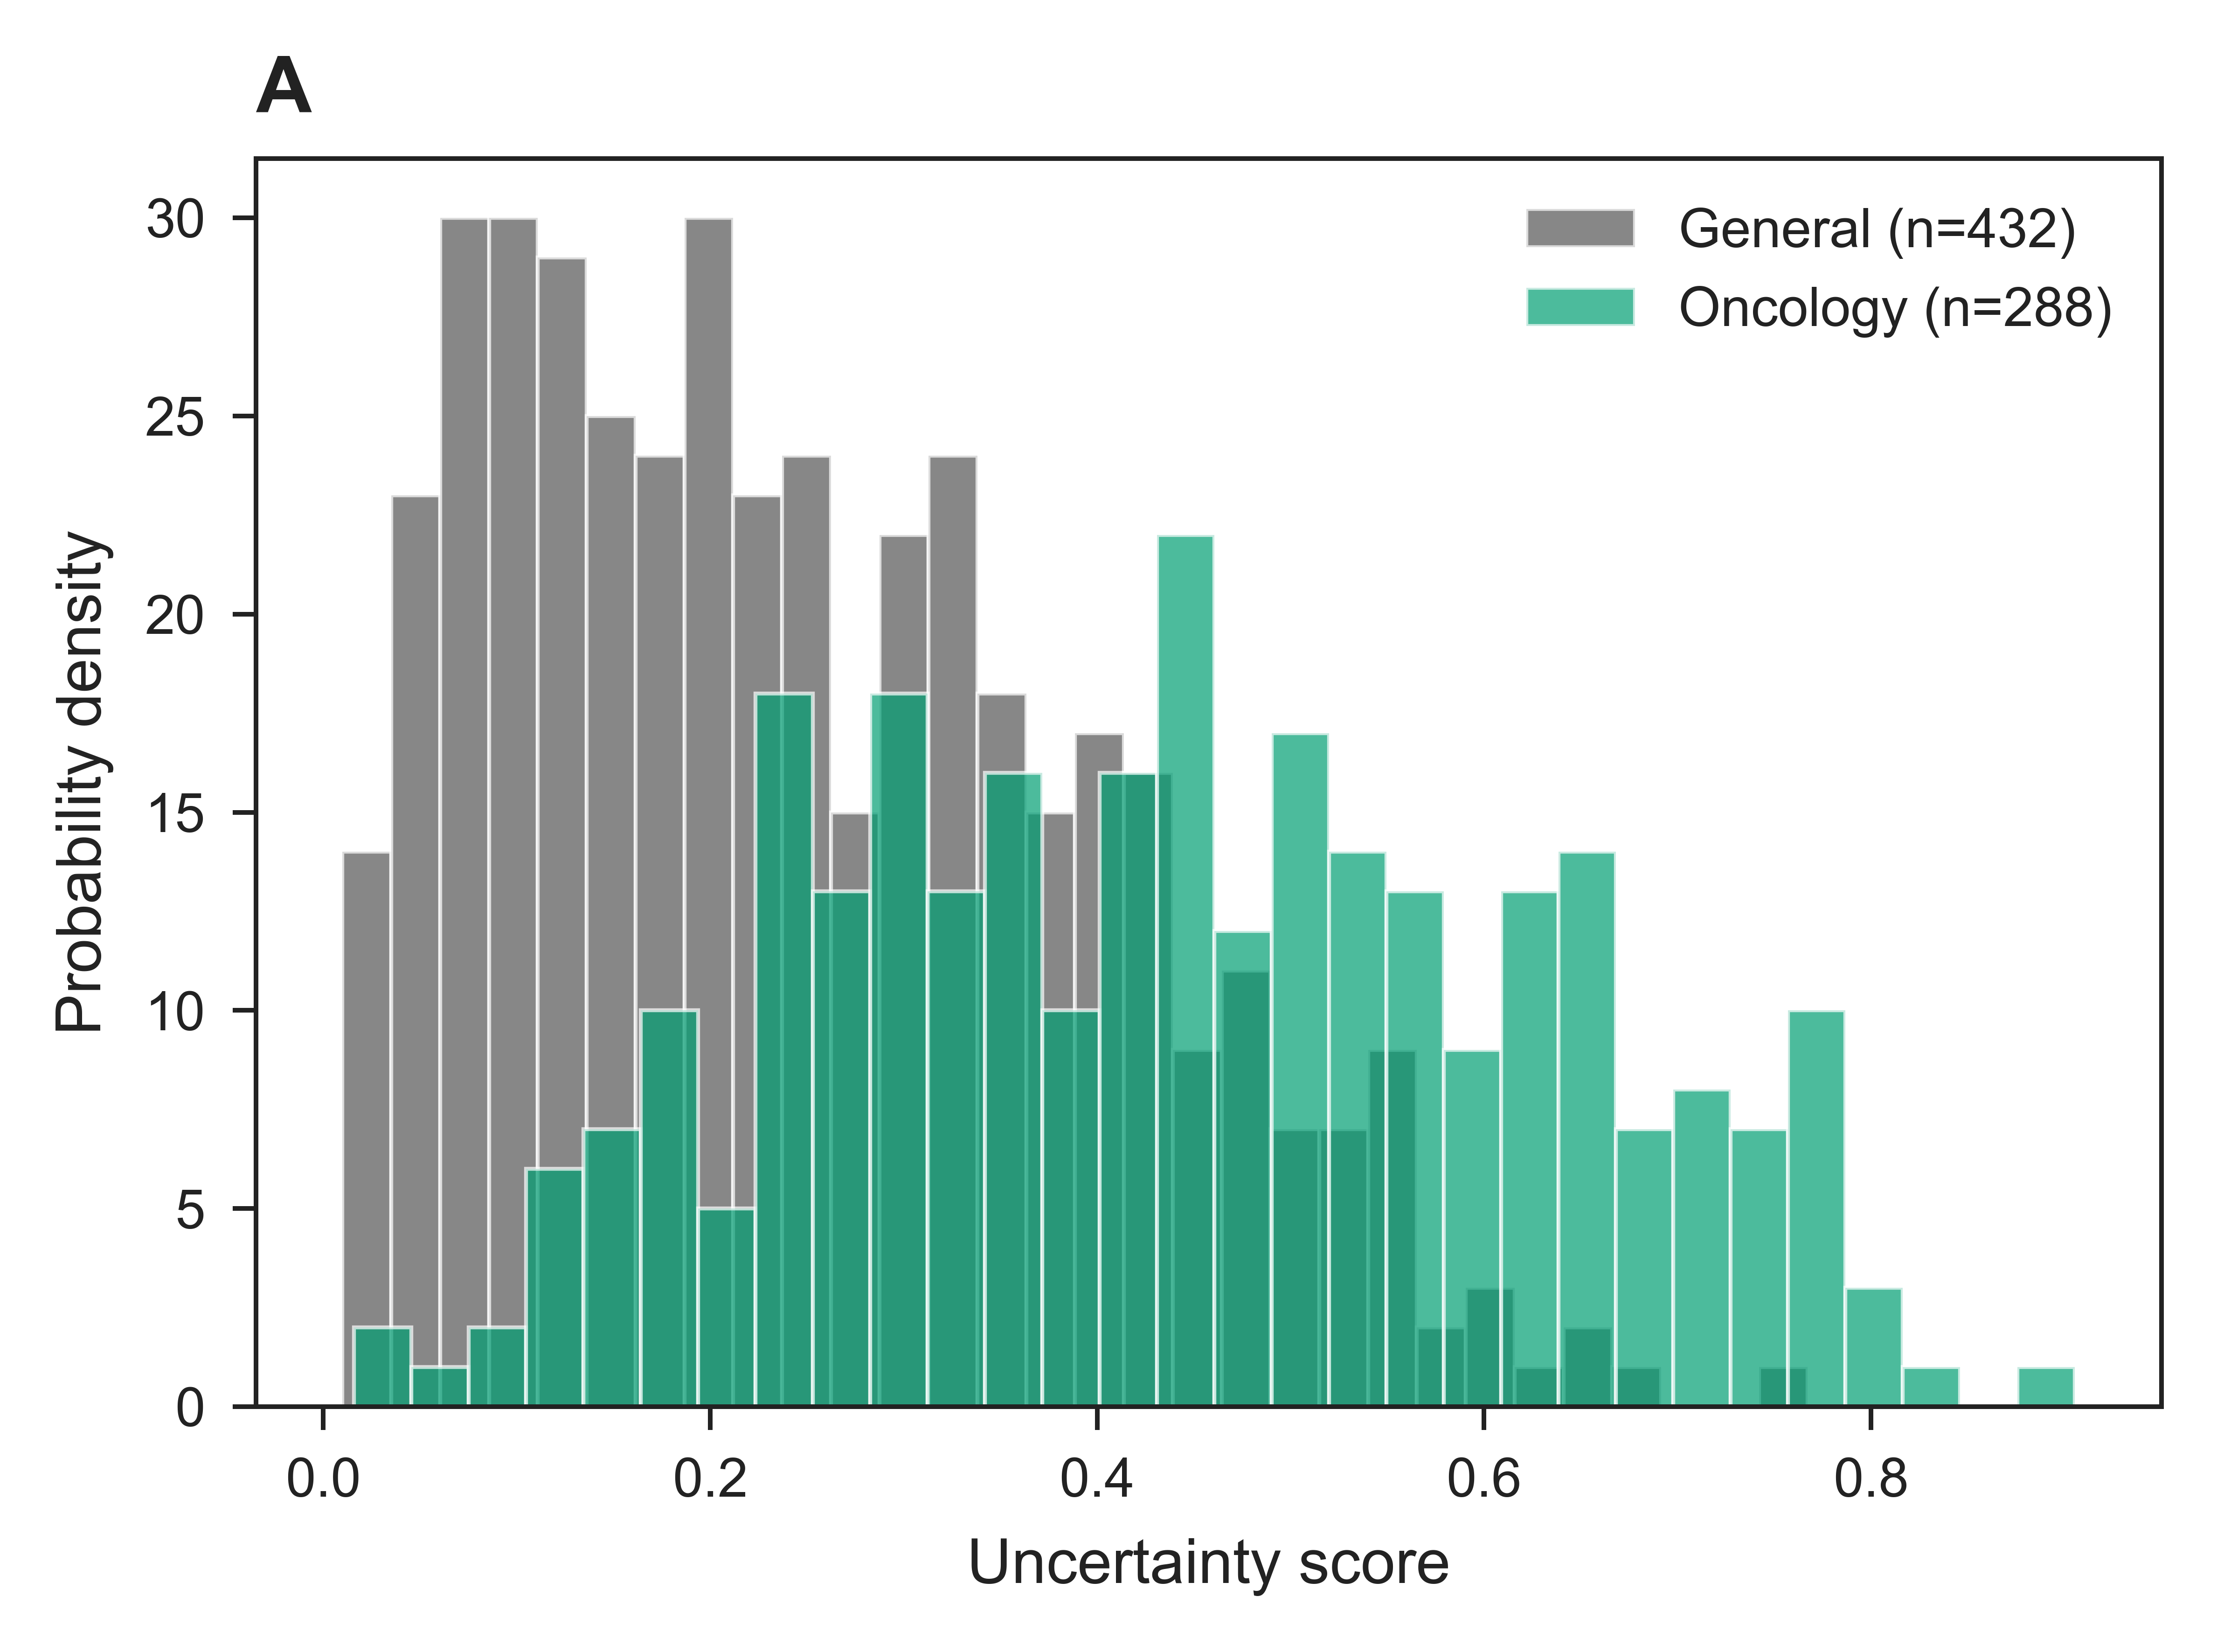 A
General (n=432)
Oncology (n=288)
Probability density
30
25
20
15
10
5
0
0.0 0.2 0.4 0.6 0.8
Uncertainty score